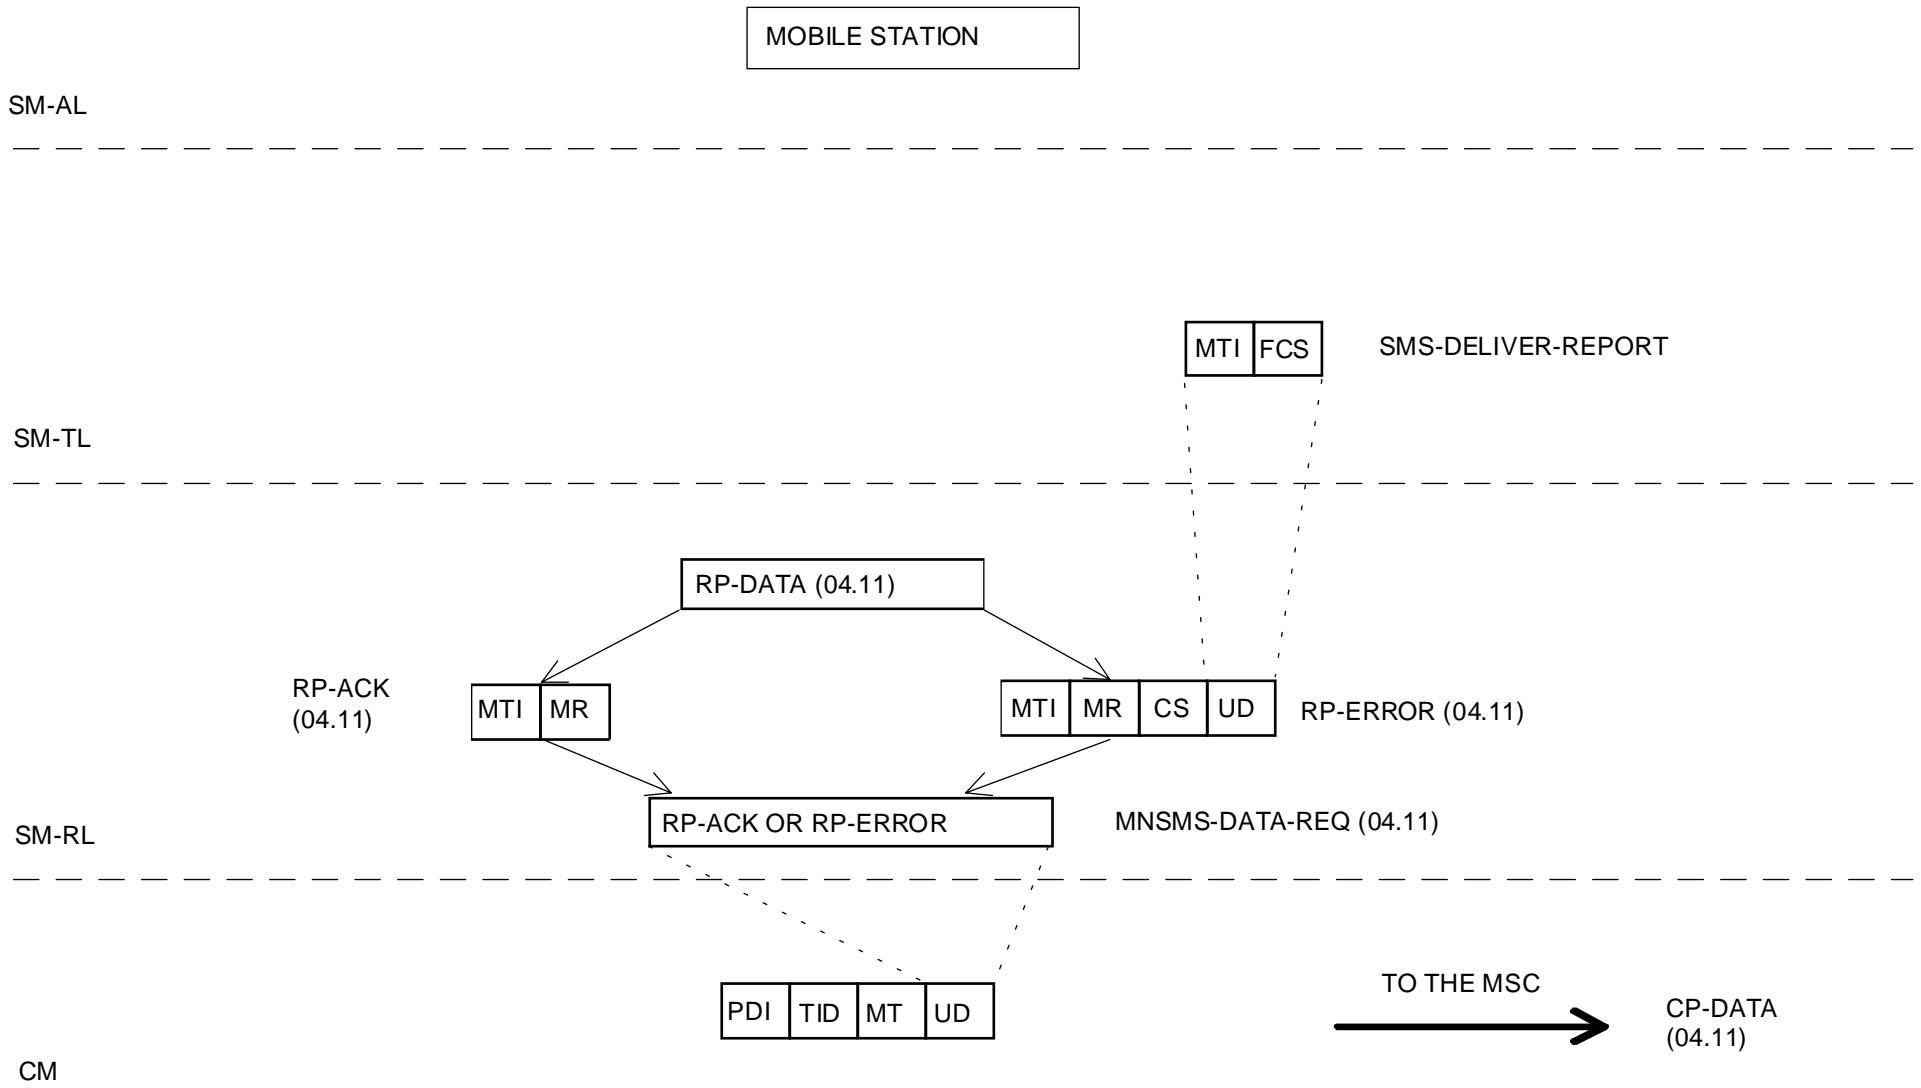 MOBILE STATION
SM-AL
MTI FCS SMS-DELIVER-REPORT
SM-TL
RP-DATA (04.11)
RP-ACK
(04.11)
MTI MR
MTI MR CS UD RP-ERROR (04.11)
RP-ACK OR RP-ERROR MNSMS-DATA-REQ (04.11)
SM-RL
PDI TID MT UD
TO THE MSC
CP-DATA
(04.11)
CM